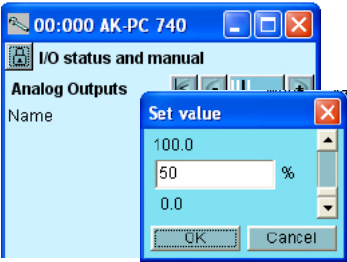 00:000 AK-PC 740
I/O status and manual
Analog Outputs
Name
Set value
100.0
50 %
0.0
OK Cancel